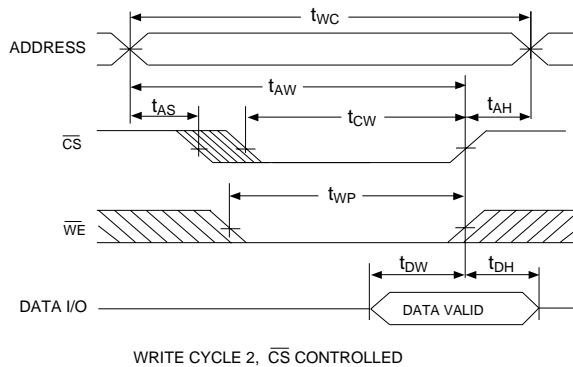 tWC
ADDRESS
tAW
tAS
tCW
tAH
CS
tWP
WE
tDW
tDH
DATA I/O
DATA VALID
WRITE CYCLE 2, CS CONTROLLED